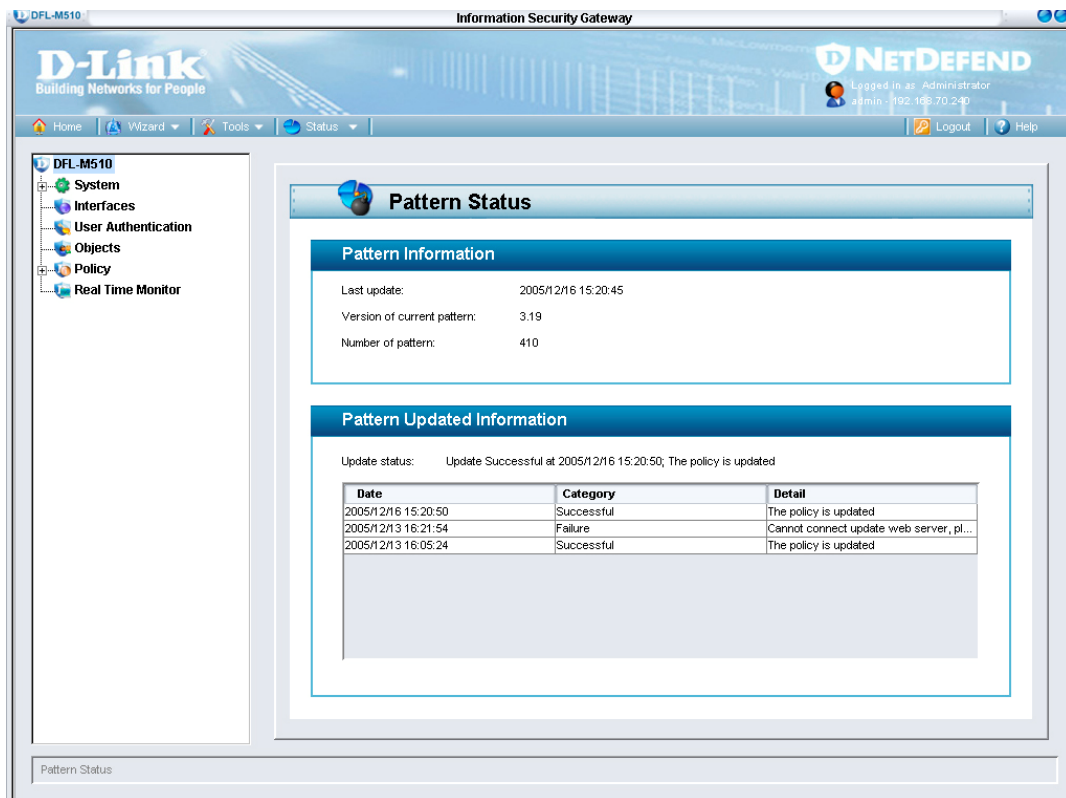 DFL-M510
Information Security Gateway
D-Link
Building Networks for People
NETDEFEND
Logged in as Administrator
admin - 192.168.70.240
Home Wizard Tools Status Logout Help
DFL-M510
System
Interfaces
User Authentication
Objects
Policy
Real Time Monitor
Pattern Status
Pattern Information
Last update: 2005/12/16 15:20:45
Version of current pattern: 3.19
Number of pattern: 410
Pattern Updated Information
Update status: Update Successful at 2005/12/16 15:20:50; The policy is updated
Date Category Detail
2005/12/16 15:20:50 Successful The policy is updated
2005/12/13 16:21:54 Failure Cannot connect update web server, pl...
2005/12/13 16:05:24 Successful The policy is updated
Pattern Status